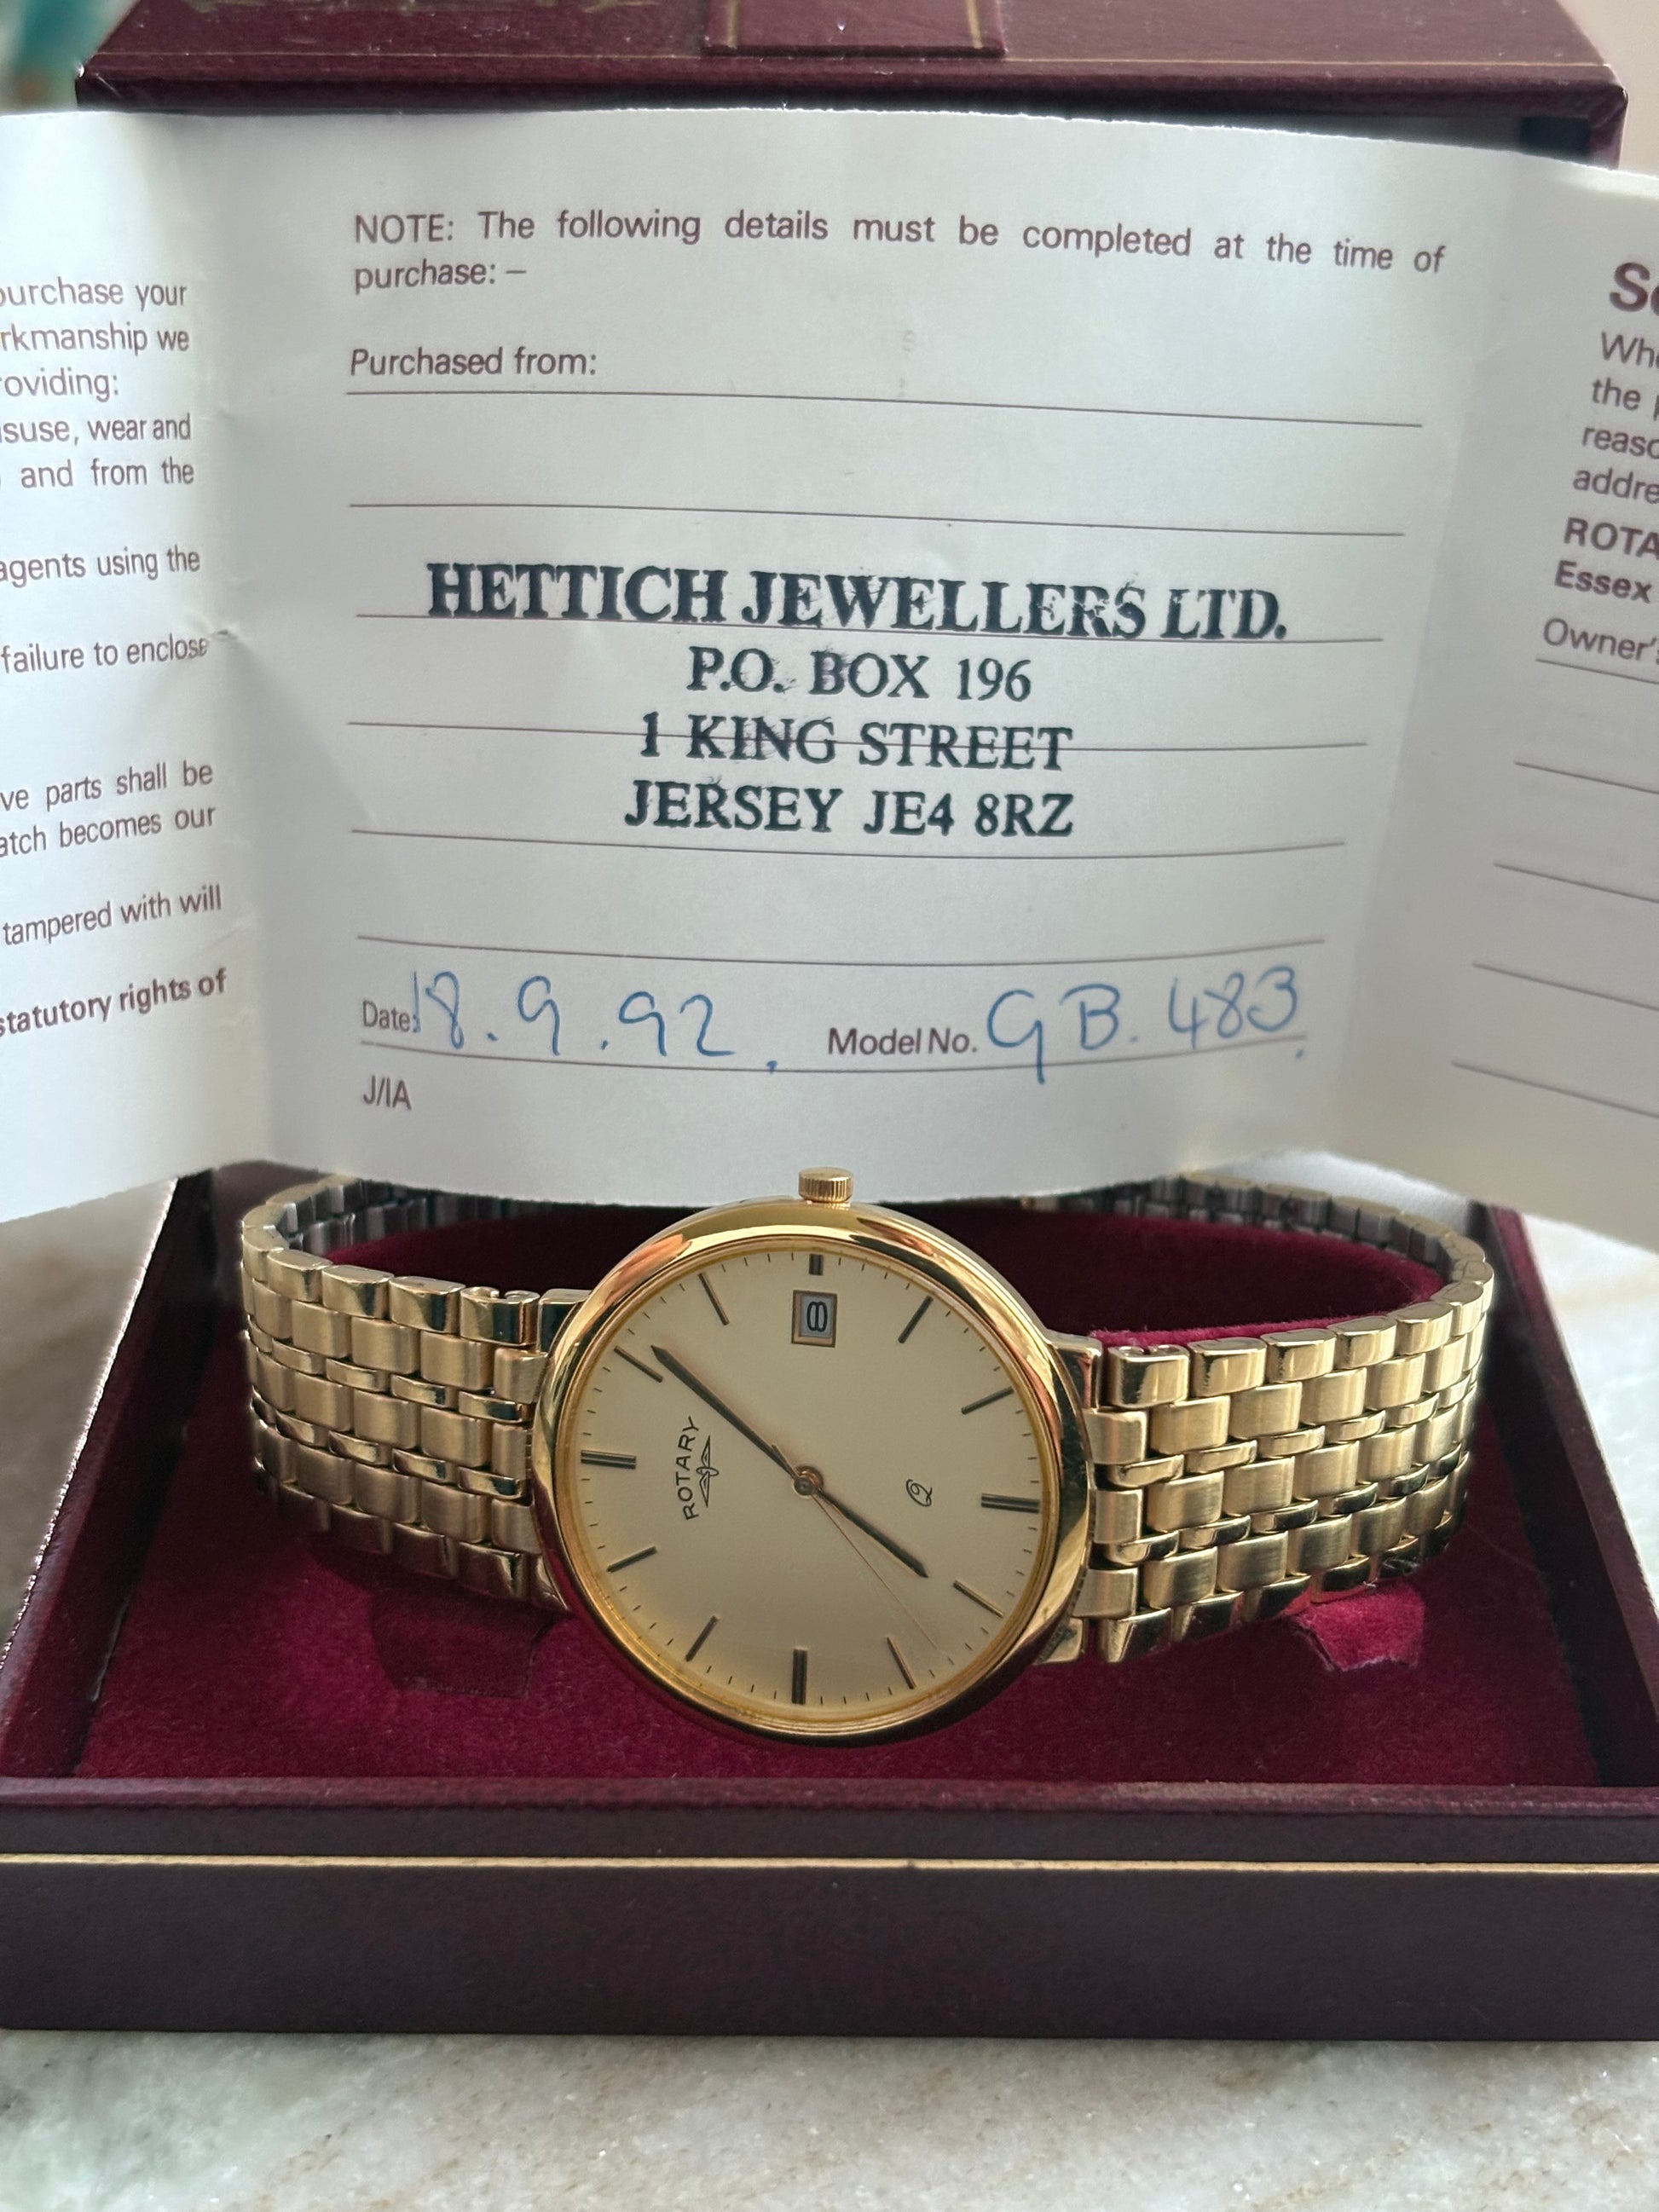 purchase your
rkmanship we
roviding:
suse, wear and
and from the
agents using the
failure to enclose
ve parts shall be
atch becomes our
tampered with will
statutory rights of
NOTE: The following details must be completed at the time of
purchase: –
Purchased from:
HETTICH JEWELLERS LTD.
P.O. BOX 196
1 KING STREET
JERSEY JE4 8RZ
Date: 18.9.92. Model No. GB.483.
J/IA
Whe
the
reaso
addre
ROTA
Essex
Owner's
8
ROTARY
Q